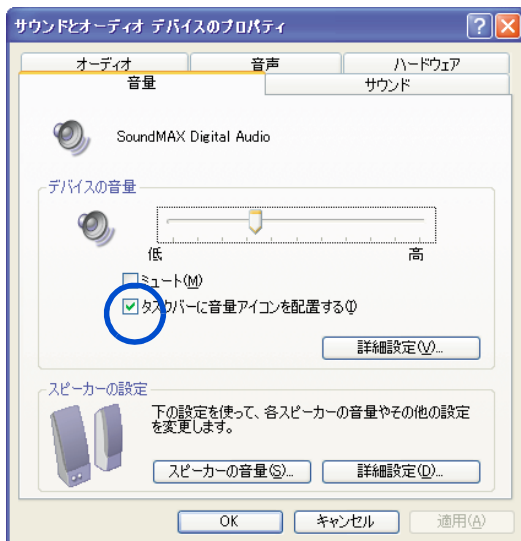 サウンドとオーディオ デバイスのプロパティ
オーディオ
音声
ハードウェア
音量
サウンド
SoundMAX Digital Audio
デバイスの音量
低
高
ミュート(M)
タスクバーに音量アイコンを配置する(I)
詳細設定(V)...
スピーカーの設定
下の設定を使って、各スピーカーの音量やその他の設定
を変更します。
スピーカーの音量(S)...
詳細設定(D)...
OK
キャンセル
適用(A)